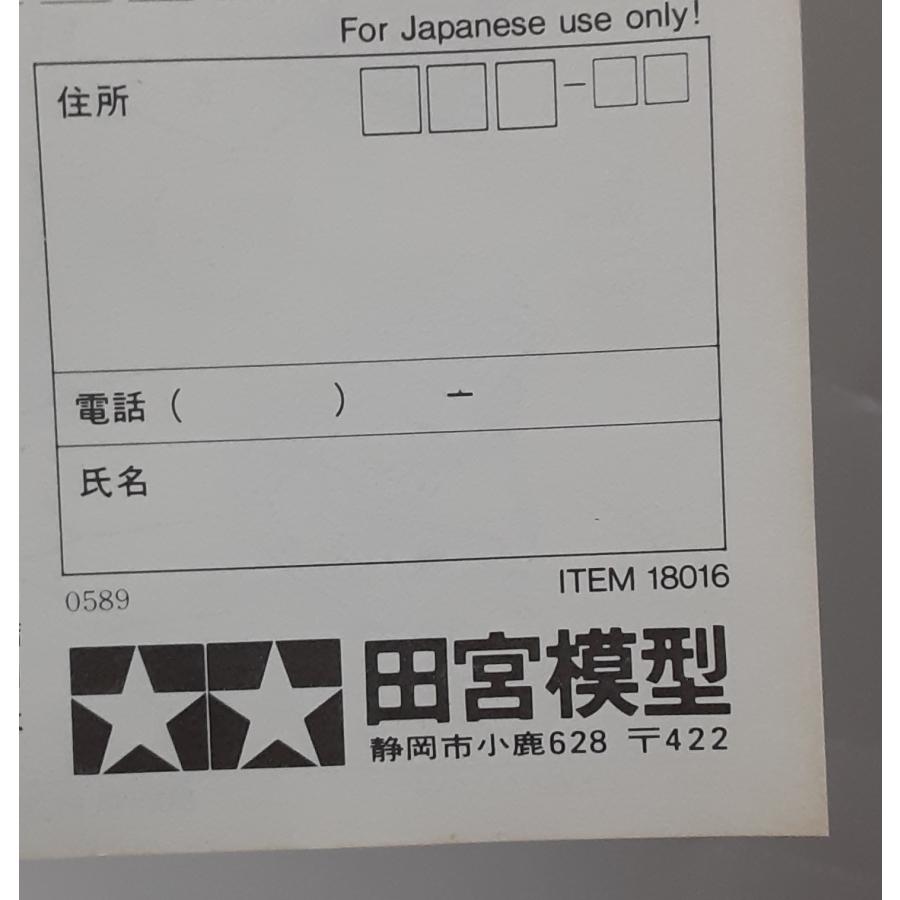 For Japanese use only!
住所 -
電話 ( ) -
氏名
ITEM 18016
0589
田宮模型
静岡市小鹿628 〒422